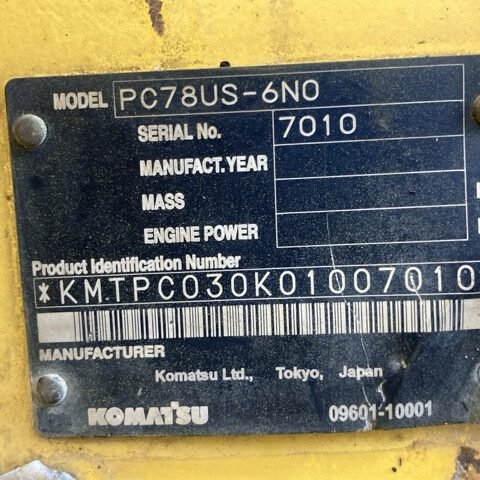 MODEL PC78US-6N0
SERIAL No. 7010
MANUFACT.YEAR
MASS
ENGINE POWER
Product Identification Number
*KMTPC030K01007010
MANUFACTURER
Komatsu Ltd., Tokyo, Japan
KOMATSU 09601-10001